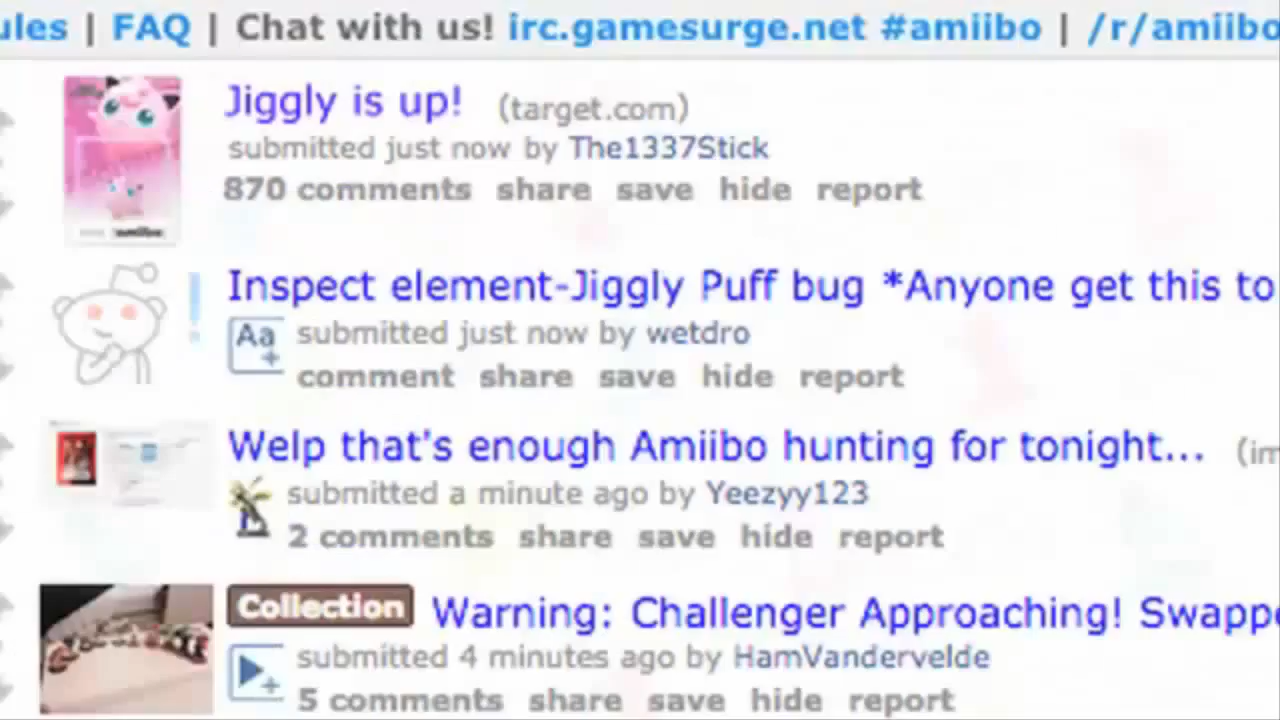 ules | FAQ | Chat with us! irc.gamesurge.net #amiibo | /r/amiibo
Jiggly is up! (target.com)
submitted just now by The1337Stick
870 comments share save hide report
amiibo
Inspect element-Jiggly Puff bug *Anyone get this to
Aa submitted just now by wetdro
comment share save hide report
Welp that's enough Amiibo hunting for tonight... (im
submitted a minute ago by Yeezyy123
2 comments share save hide report
Collection Warning: Challenger Approaching! Swappe
submitted 4 minutes ago by HamVandervelde
5 comments share save hide report